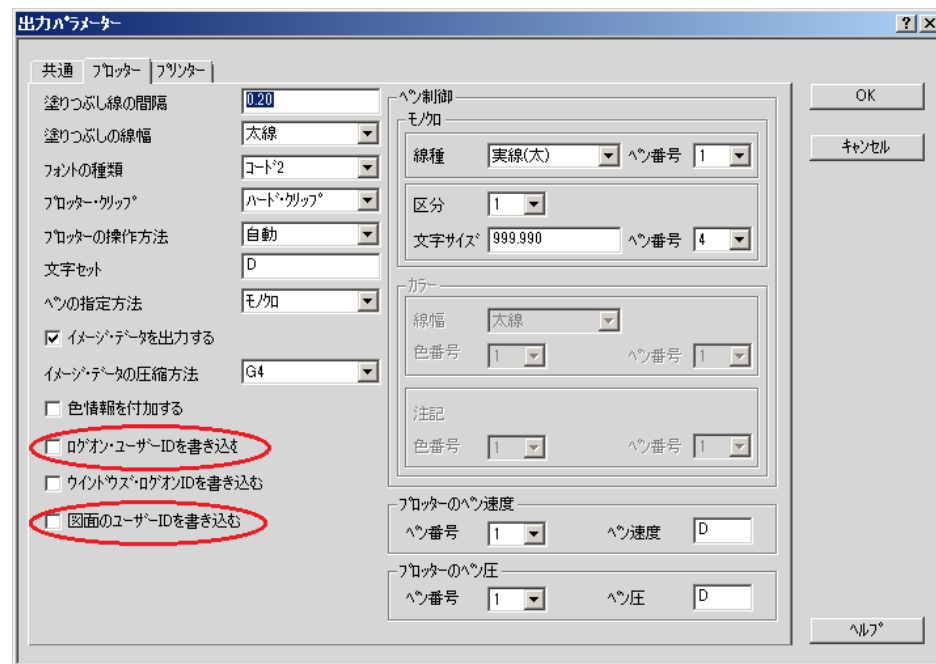 出力ﾊﾟﾗﾒｰﾀｰ
共通 ﾌﾟﾛｯﾀｰ ﾌﾟﾘﾝﾀｰ
塗りつぶし線の間隔 0.20
塗りつぶしの線幅 太線
ﾌｫﾝﾄの種類 ｺｰﾄﾞ2
ﾌﾟﾛｯﾀｰ･ｸﾘｯﾌﾟ ﾊｰﾄﾞ･ｸﾘｯﾌﾟ
ﾌﾟﾛｯﾀｰの操作方法 自動
文字ｾｯﾄ D
ﾍﾟﾝの指定方法 ﾓﾉｸﾛ
ｲﾒｰｼﾞ･ﾃﾞｰﾀを出力する
ｲﾒｰｼﾞ･ﾃﾞｰﾀの圧縮方法 G4
色情報を付加する
ﾛｸﾞｵﾝ･ﾕｰｻﾞｰIDを書き込む
ｳｲﾝﾄﾞｳｽﾞ･ﾛｸﾞｵﾝIDを書き込む
図面のﾕｰｻﾞｰIDを書き込む
ﾍﾟﾝ制御
ﾓﾉｸﾛ
線種 実線(太) ﾍﾟﾝ番号 1
区分 1
文字ｻｲｽﾞ 999.990 ﾍﾟﾝ番号 4
ｶﾗｰ
線幅 太線
色番号 1 ﾍﾟﾝ番号 1
注記
色番号 1 ﾍﾟﾝ番号 1
ﾌﾟﾛｯﾀｰのﾍﾟﾝ速度
ﾍﾟﾝ番号 1 ﾍﾟﾝ速度 D
ﾌﾟﾛｯﾀｰのﾍﾟﾝ圧
ﾍﾟﾝ番号 1 ﾍﾟﾝ圧 D
OK
ｷｬﾝｾﾙ
ﾍﾙﾌﾟ